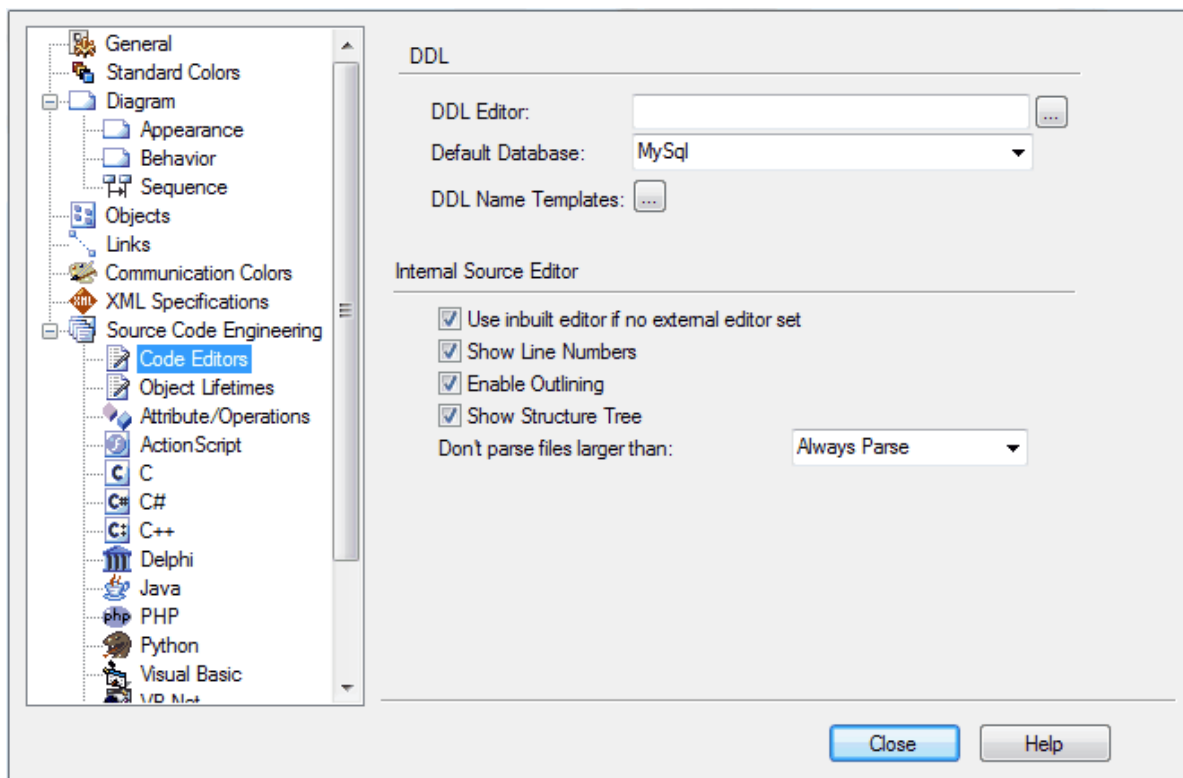 General
Standard Colors
Diagram
Appearance
Behavior
Sequence
Objects
Links
Communication Colors
XML Specifications
Source Code Engineering
Code Editors
Object Lifetimes
Attribute/Operations
ActionScript
C
C#
C++
Delphi
Java
php PHP
Python
Visual Basic
VB.Net
DDL
DDL Editor: ...
Default Database: MySql
DDL Name Templates: ...
Internal Source Editor
Use inbuilt editor if no external editor set
Show Line Numbers
Enable Outlining
Show Structure Tree
Don't parse files larger than: Always Parse
Close Help